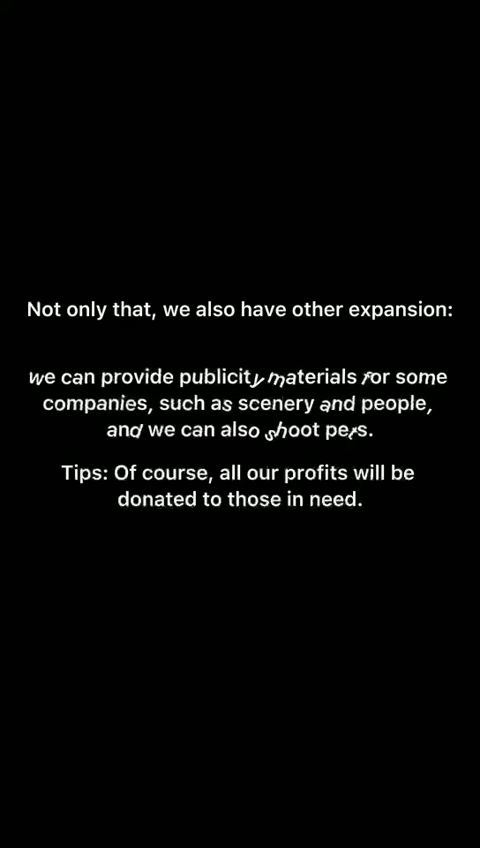 Not only that, we also have other expansion:
we can provide publicity materials for some
companies, such as scenery and people,
and we can also shoot pets.
Tips: Of course, all our profits will be
donated to those in need.